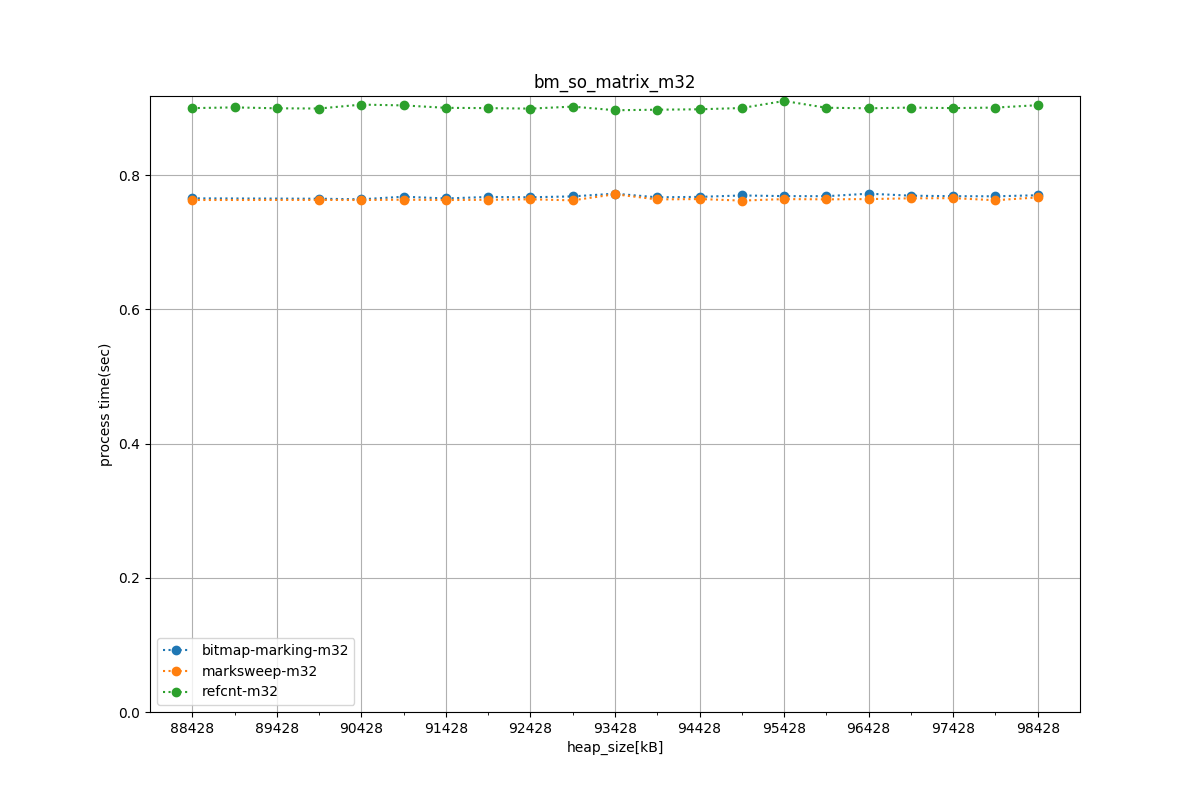 bm_so_matrix_m32
0.8
0.6
0.4
0.2
0.0
process time(sec)
bitmap-marking-m32
marksweep-m32
refcnt-m32
88428 89428 90428 91428 92428 93428 94428 95428 96428 97428 98428
heap_size[kB]